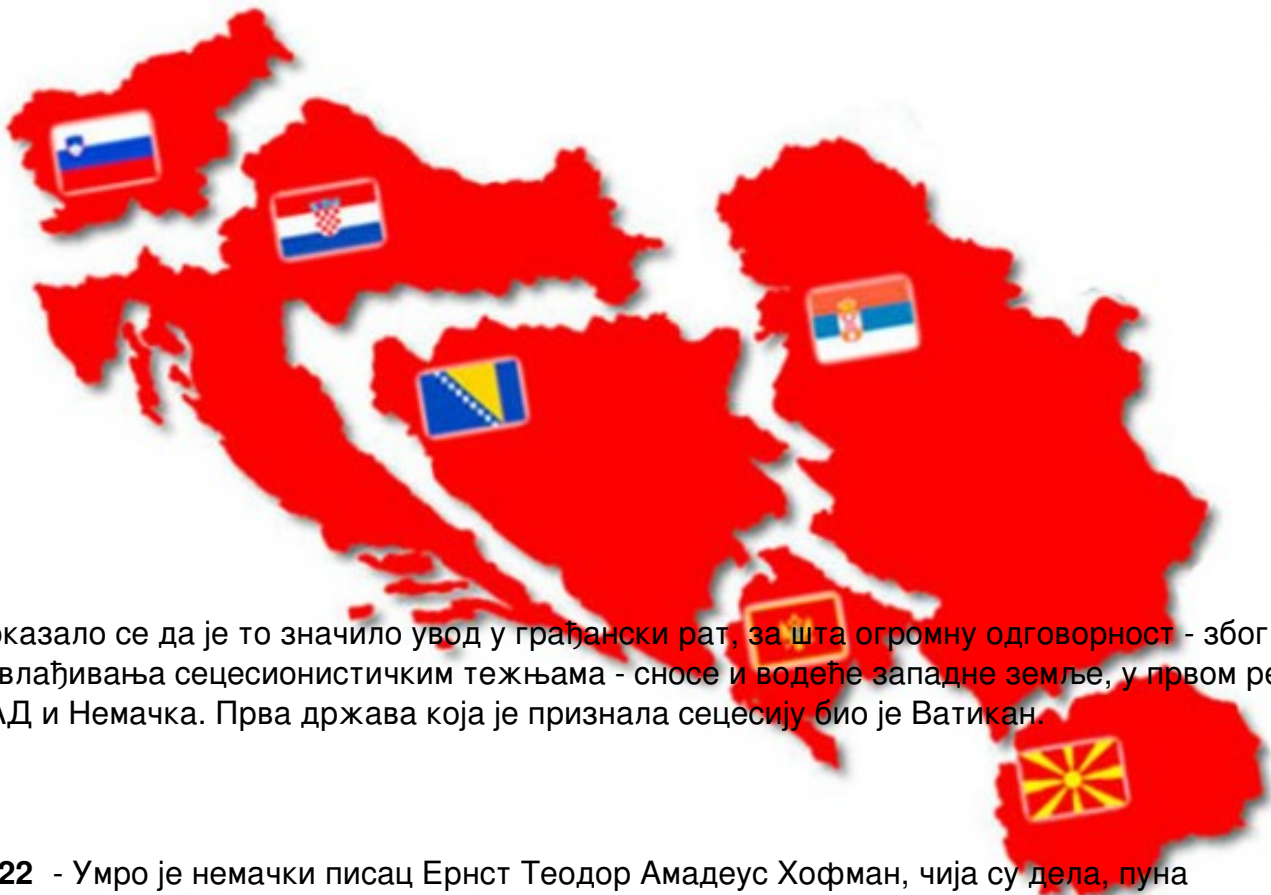 оказало се да је то значило увод у грађански рат, за шта огромну одговорност - због
влађивања сецесионистичким тежњама - сносе и водеће западне земље, у првом ре
АД и Немачка. Прва држава која је признала сецесију био је Ватикан.
22 - Умро је немачки писац Ернст Теодор Амадеус Хофман, чија су дела, пуна